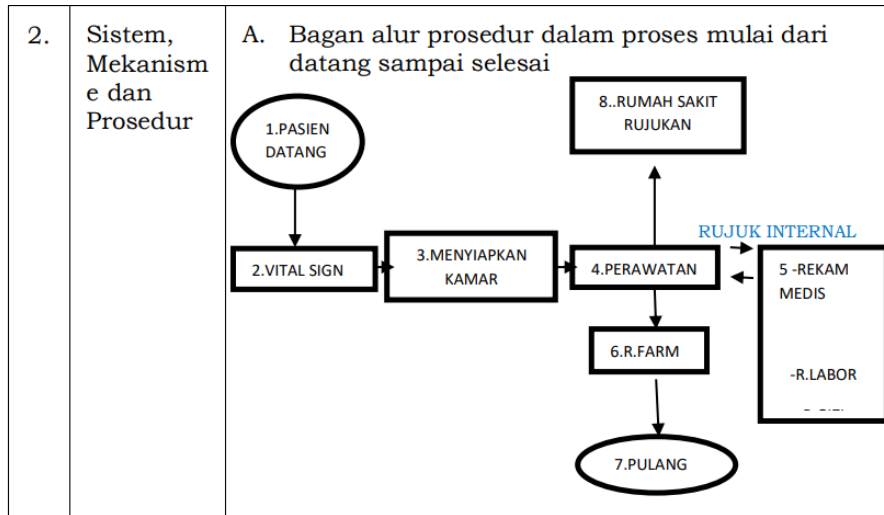 2.
Sistem,
Mekanism
e dan
Prosedur
A. Bagan alur prosedur dalam proses mulai dari
datang sampai selesai
8..RUMAH SAKIT
RUJUKAN
1.PASIEN
DATANG
RUJUK INTERNAL
2.VITAL SIGN
3.MENYIAPKAN
KAMAR
4.PERAWATAN
5 -REKAM
MEDIS
6.R.FARM
-R.LABOR
7.PULANG